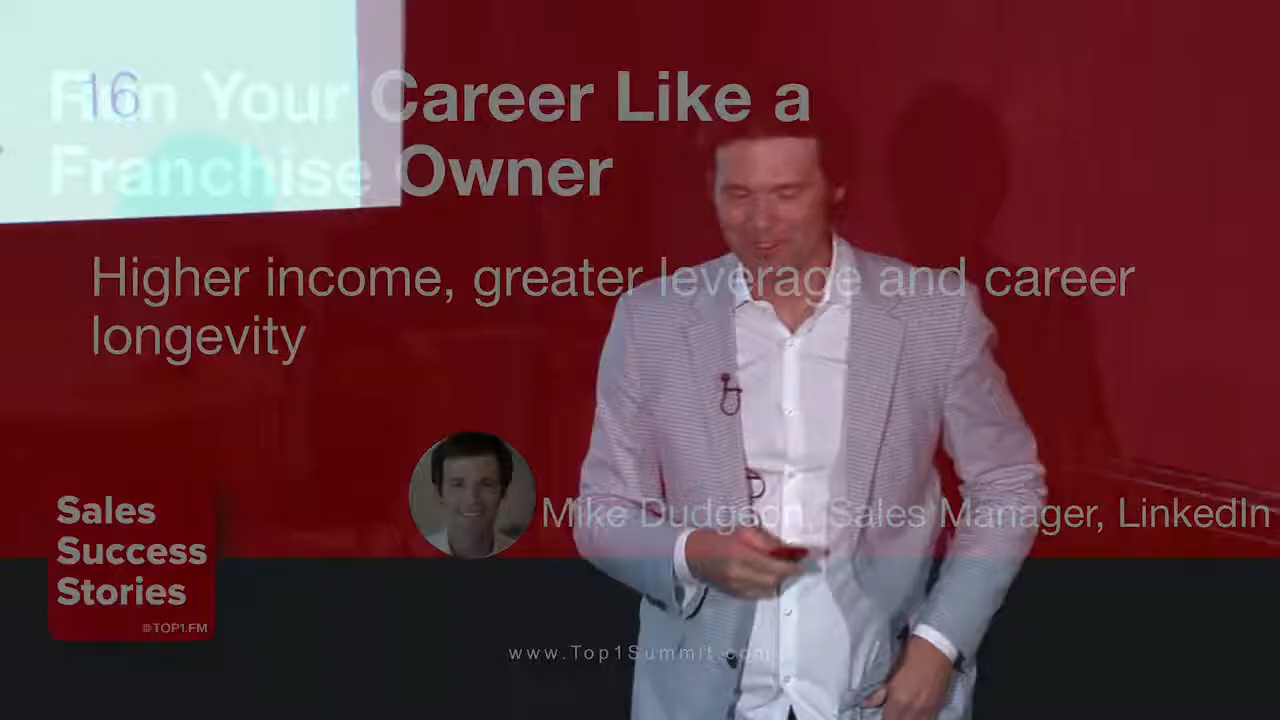 16
Run Your Career Like a
Franchise Owner
Higher income, greater leverage and career
longevity
Mike Dudgeon, Sales Manager, LinkedIn
Sales
Success
Stories
©TOP1.FM
www.Top1Summit.com